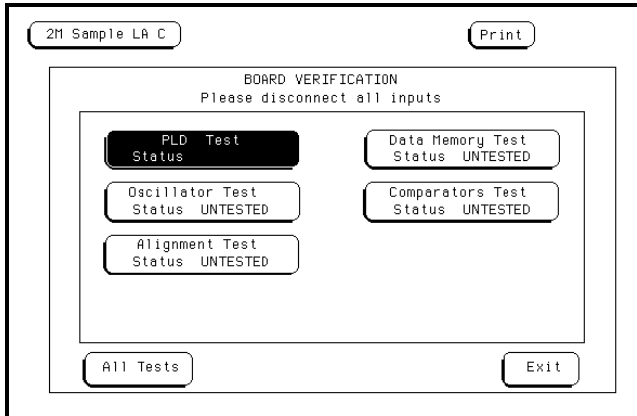 2M Sample LA C
Print
BOARD VERIFICATION
Please disconnect all inputs
PLD Test
Status
Data Memory Test
Status UNTESTED
Oscillator Test
Status UNTESTED
Comparators Test
Status UNTESTED
Alignment Test
Status UNTESTED
All Tests
Exit